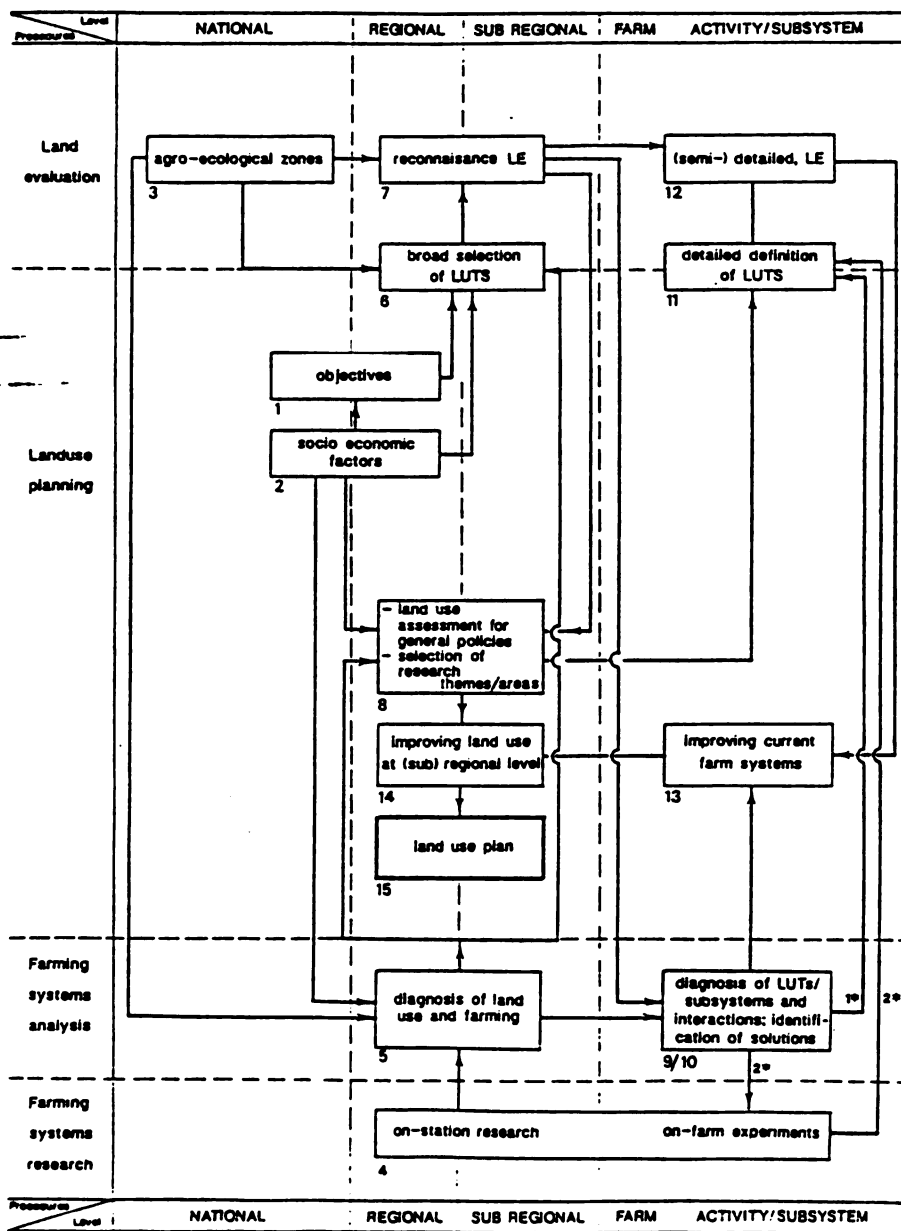 Level
Pressures
NATIONAL
REGIONAL
SUB REGIONAL
FARM
ACTIVITY/SUBSYSTEM
Land
evaluation
agro-ecological zones
3
reconnaisance LE
7
(semi-) detailed, LE
12
broad selection
of LUTS
6
detailed definition
of LUTS
11
objectives
1
Landuse
planning
socio economic
factors
2
- land use
assessment for
general policies
- selection of
research
themes/areas
8
improving land use
at (sub) regional level
14
improving current
farm systems
13
land use plan
15
Farming
systems
analysis
diagnosis of land
use and farming
5
diagnosis of LUTs/
subsystems and
interactions; identifi-
cation of solutions
9/10
1*
2*
2*
Farming
systems
research
on-station research
on-farm experiments
4
Pressures
Level
NATIONAL
REGIONAL
SUB REGIONAL
FARM
ACTIVITY/SUBSYSTEM